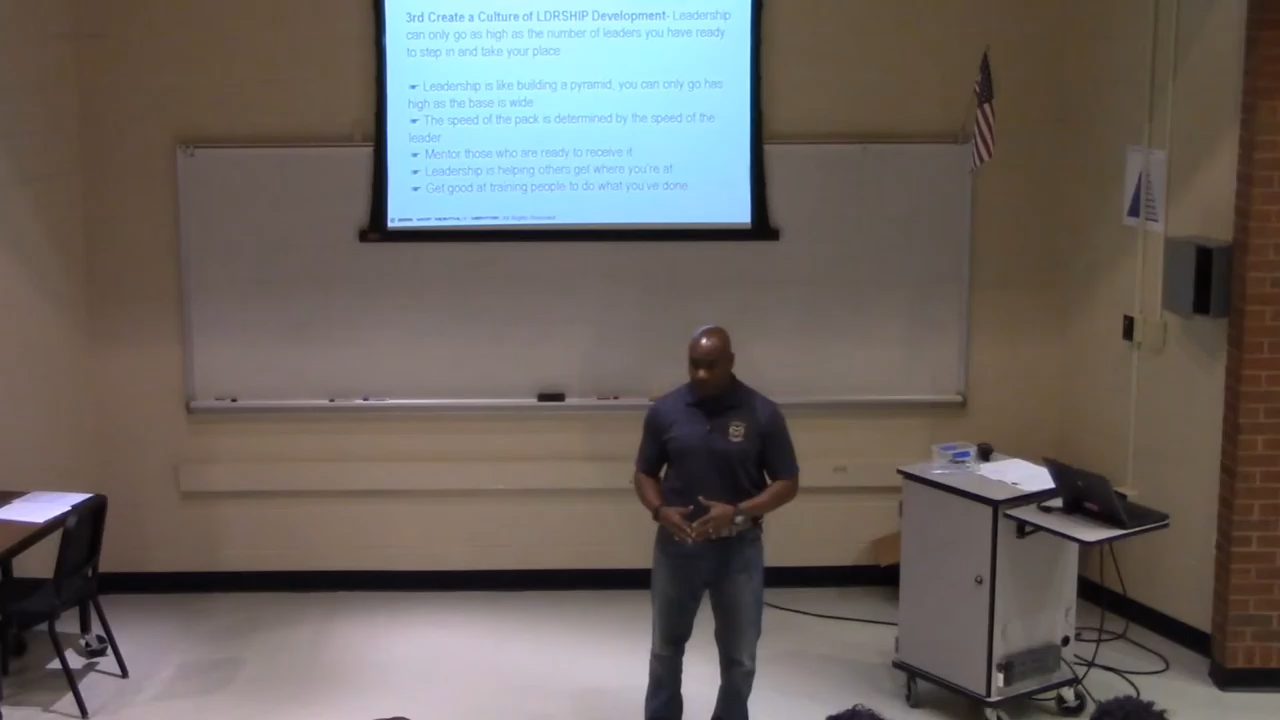 3rd Create a Culture of LDRSHIP Development- Leadership
can only go as high as the number of leaders you have ready
to step in and take your place
☛ Leadership is like building a pyramid, you can only go has
high as the base is wide
☛ The speed of the pack is determined by the speed of the
leader
☛ Mentor those who are ready to receive it
☛ Leadership is helping others get where you're at
☛ Get good at training people to do what you've done
All Rights Reserved